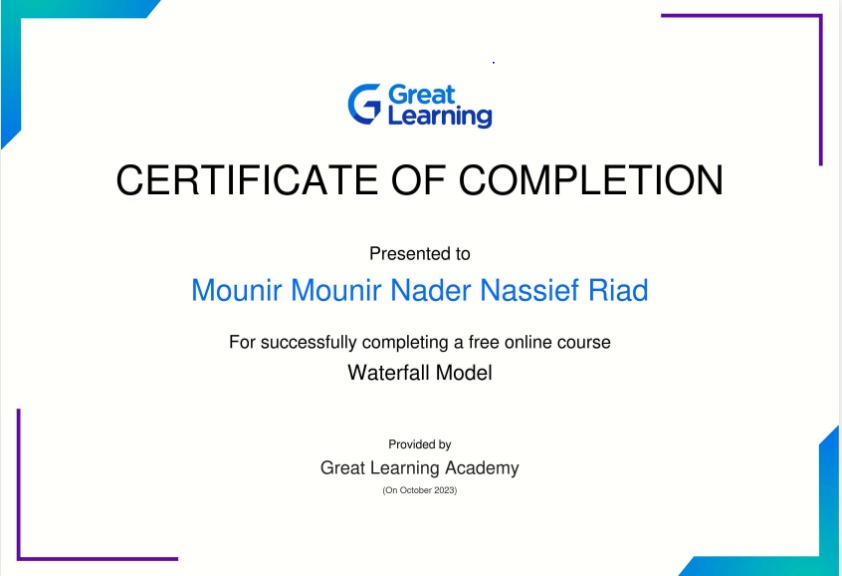 Great
Learning
CERTIFICATE OF COMPLETION
Presented to
Mounir Mounir Nader Nassief Riad
For successfully completing a free online course
Waterfall Model
Provided by
Great Learning Academy
(On October 2023)